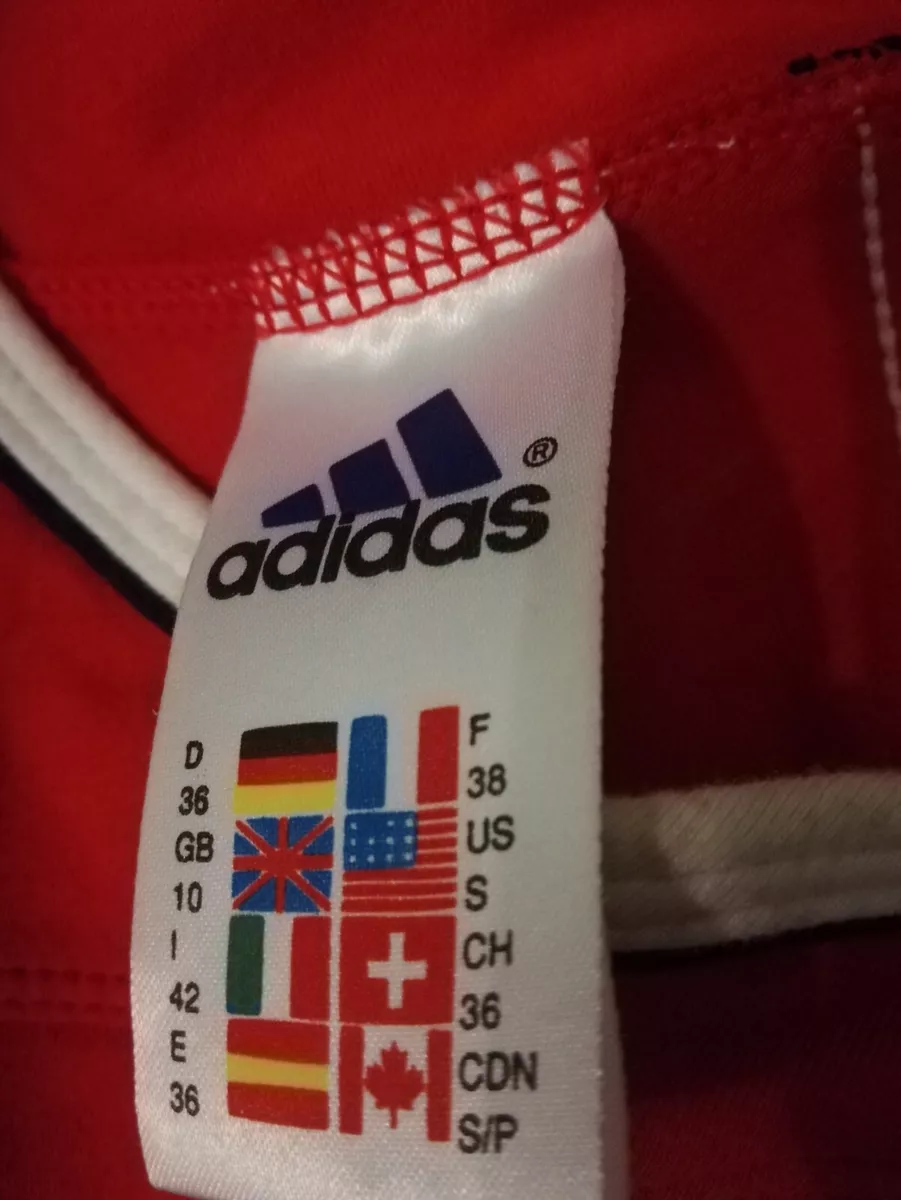 adidas®
D
36
GB
10
I
42
E
36
F
38
US
S
CH
36
CDN
S/P